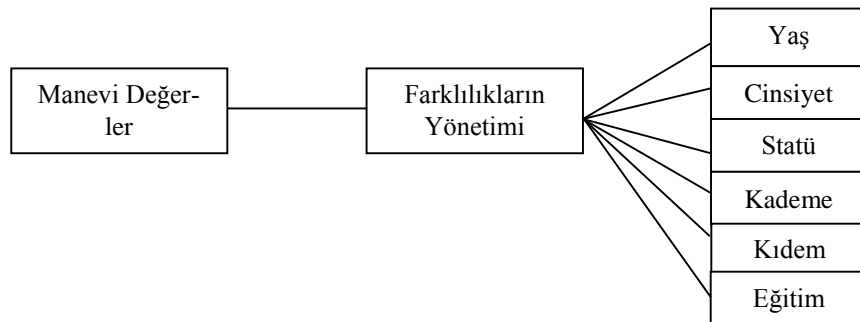 Manevi Değer-
ler
Farklılıkların
Yönetimi
Yaş
Cinsiyet
Statü
Kademe
Kıdem
Eğitim